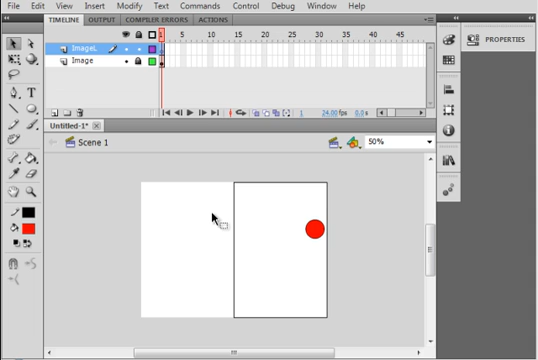 File Edit View Insert Modify Text Commands Control Debug Window Help
TIMELINE OUTPUT COMPILER ERRORS ACTIONS
1 5 10 15 20 25 30 35 40 45
ImageL
Image
1 24.00 fps 0.0 s
Untitled-1*
Scene 1
50%
PROPERTIES
T